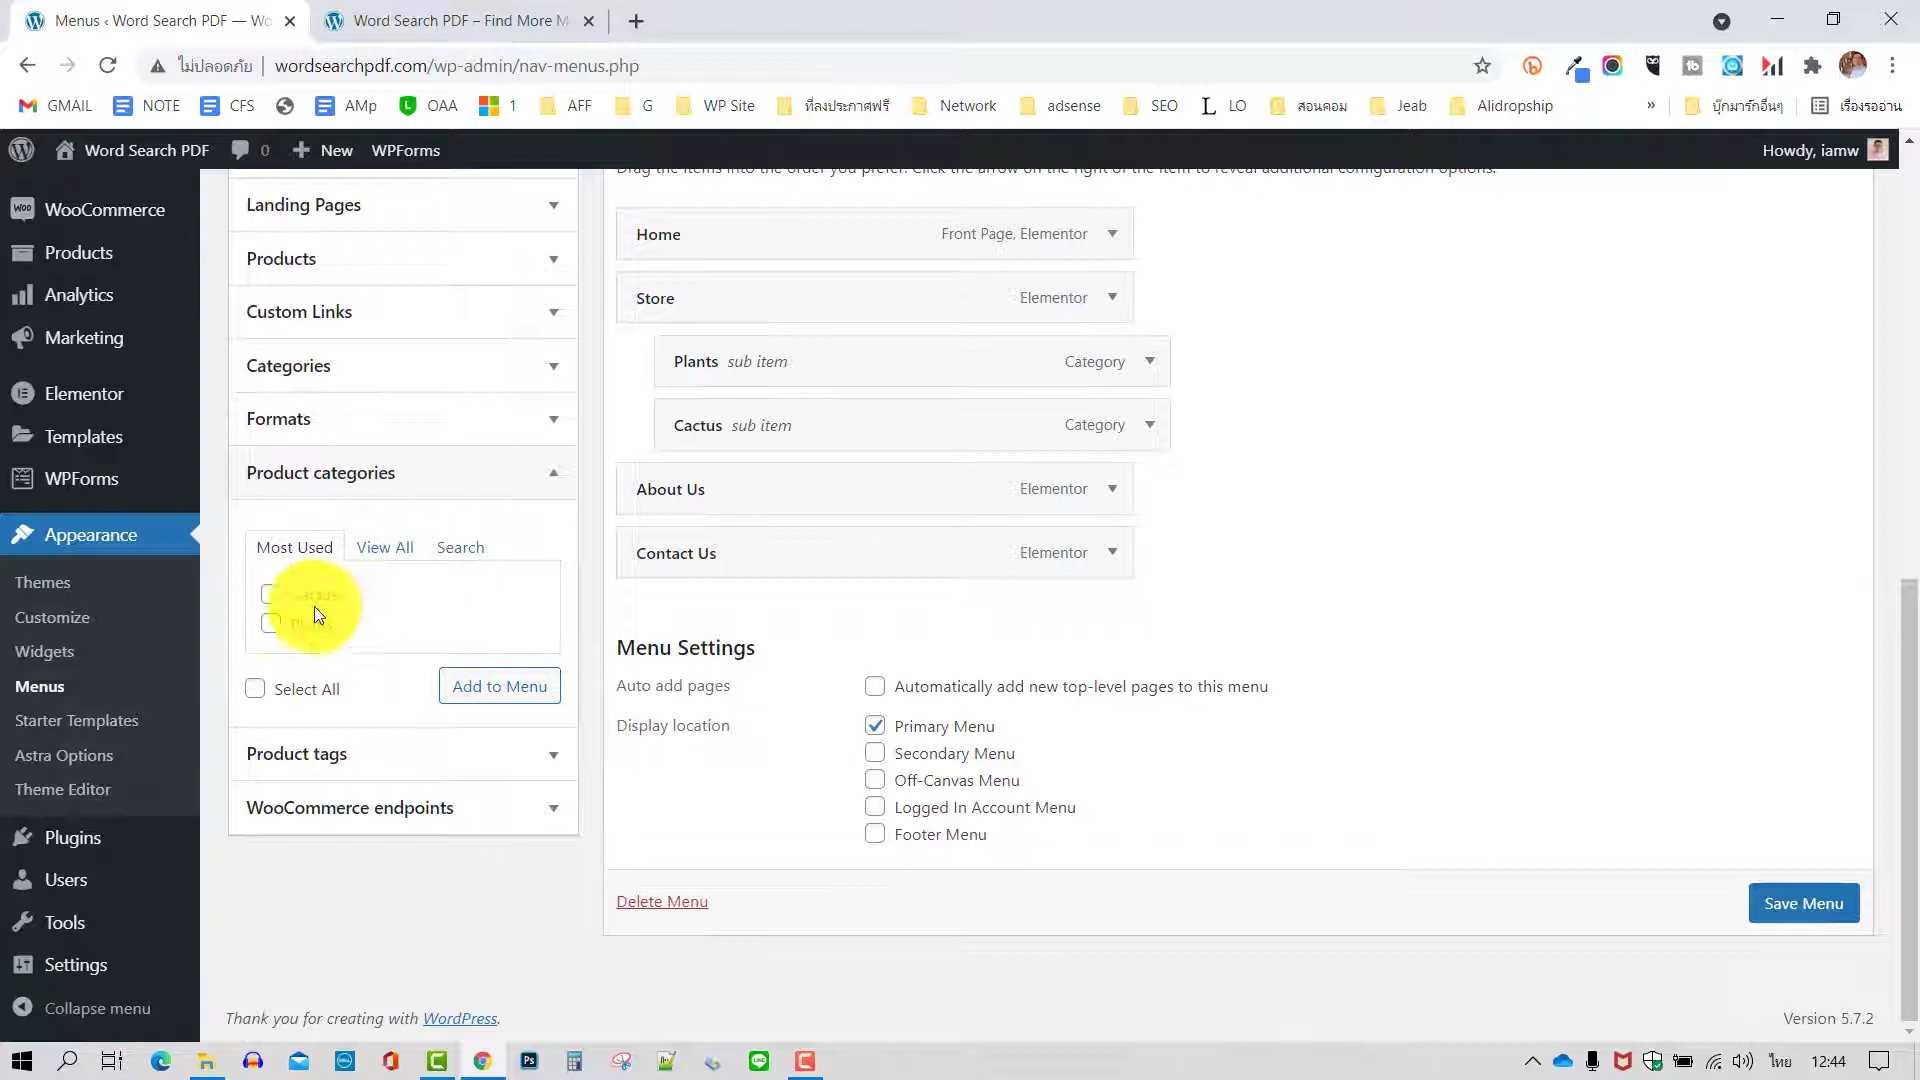 Menus ‹ Word Search PDF — Wo
Word Search PDF – Find More M
ไม่ปลอดภัย
wordsearchpdf.com/wp-admin/nav-menus.php
GMAIL
NOTE
CFS
AMp
OAA
1
AFF
G
WP Site
ที่ลงประกาศฟรี
Network
adsense
SEO
LO
สอนคอม
Jeab
Alidropship
»
บุ๊กมาร์กอื่นๆ
เรื่องรออ่าน
Word Search PDF
0
New
WPForms
Howdy, iamw
WooCommerce
Products
Analytics
Marketing
Elementor
Templates
WPForms
Appearance
Themes
Customize
Widgets
Menus
Starter Templates
Astra Options
Theme Editor
Plugins
Users
Tools
Settings
Collapse menu
Landing Pages
Products
Custom Links
Categories
Formats
Product categories
Most Used
View All
Search
Select All
Add to Menu
Product tags
WooCommerce endpoints
Drag the items into the order you prefer. Click the arrow on the right of the item to reveal additional configuration options.
Home
Front Page, Elementor
Store
Elementor
Plants sub item
Category
Cactus sub item
Category
About Us
Elementor
Contact Us
Elementor
Menu Settings
Auto add pages
Automatically add new top-level pages to this menu
Display location
Primary Menu
Secondary Menu
Off-Canvas Menu
Logged In Account Menu
Footer Menu
Delete Menu
Save Menu
Thank you for creating with WordPress.
Version 5.7.2
ไทย
12:44